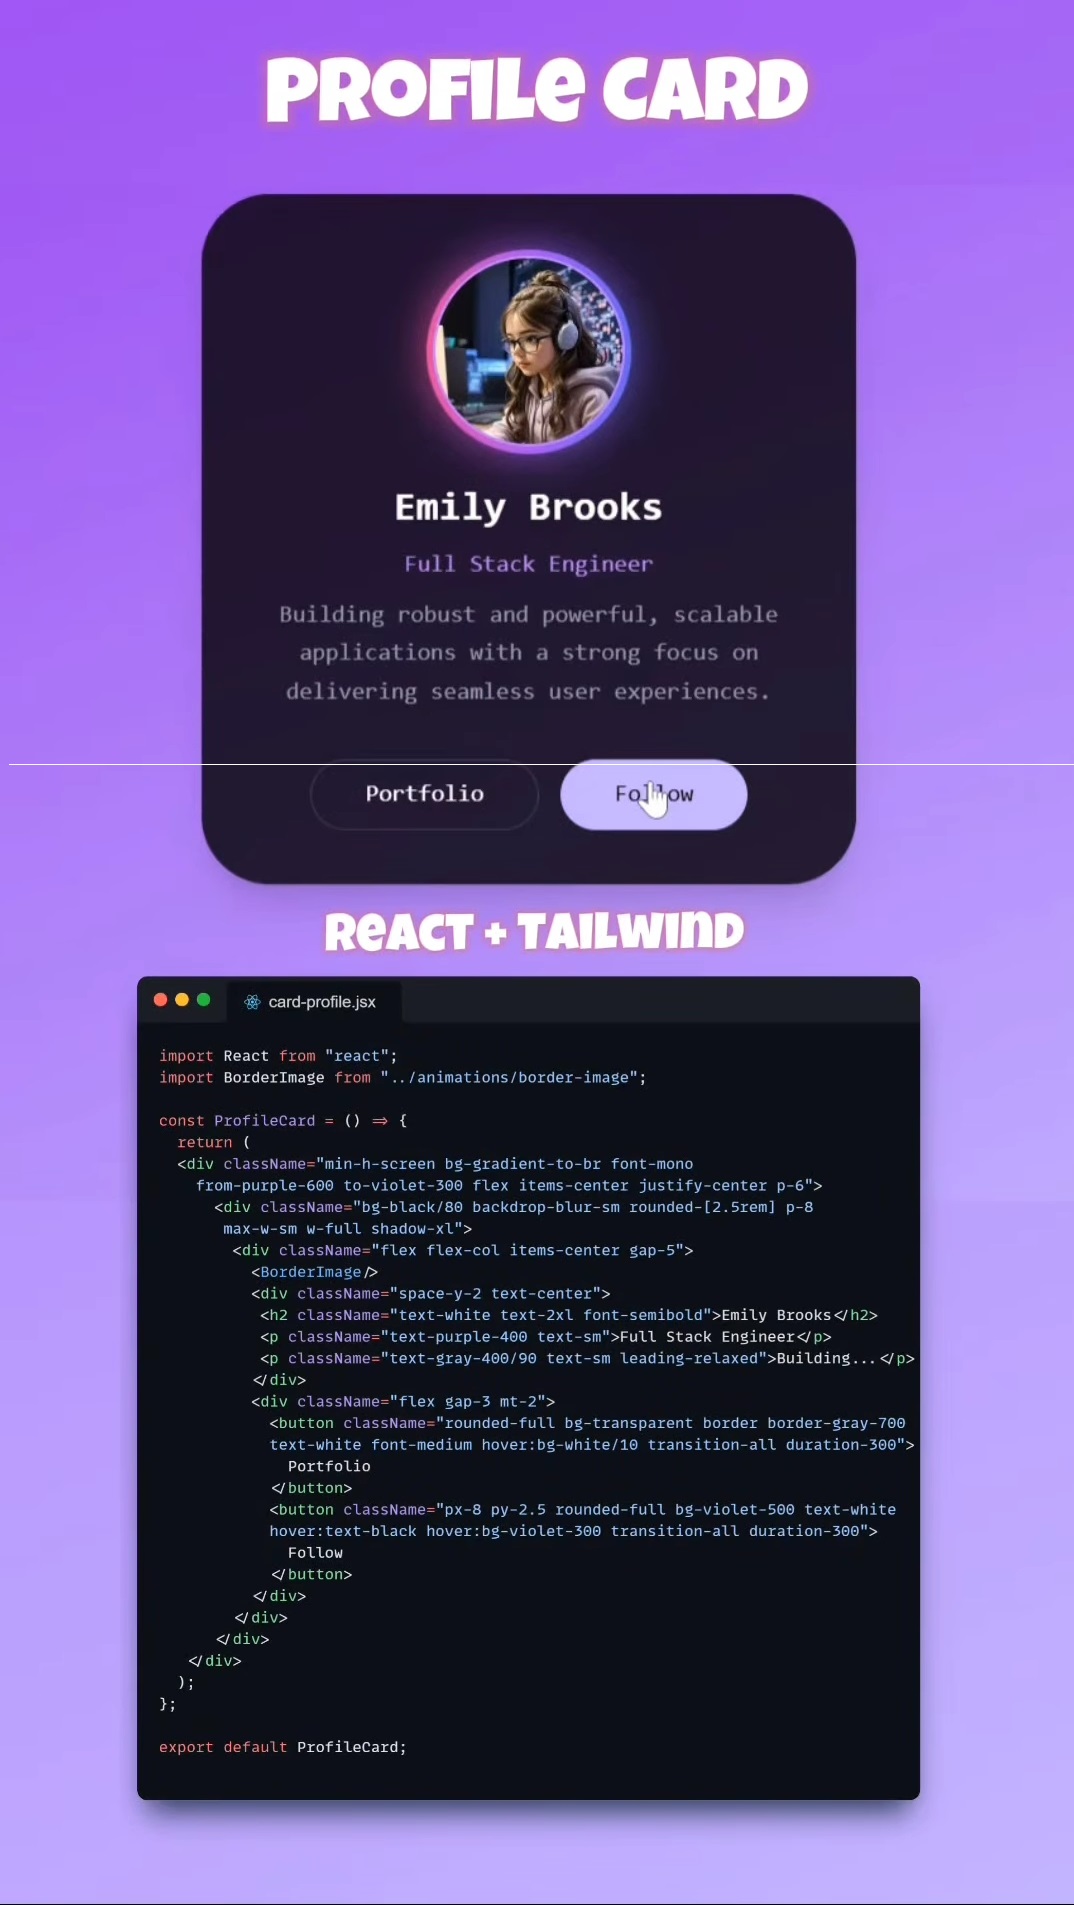 PROFILE CARD
Emily Brooks
Full Stack Engineer
Building robust and powerful, scalable
applications with a strong focus on
delivering seamless user experiences.
Portfolio
Follow
REACT + TAILWIND
card-profile.jsx
import React from "react";
import BorderImage from "../animations/border-image";
const ProfileCard = () => {
return (
<div className="min-h-screen bg-gradient-to-br font-mono
from-purple-600 to-violet-300 flex items-center justify-center p-6">
<div className="bg-black/80 backdrop-blur-sm rounded-[2.5rem] p-8
max-w-sm w-full shadow-xl">
<div className="flex flex-col items-center gap-5">
<BorderImage/>
<div className="space-y-2 text-center">
<h2 className="text-white text-2xl font-semibold">Emily Brooks</h2>
<p className="text-purple-400 text-sm">Full Stack Engineer</p>
<p className="text-gray-400/90 text-sm leading-relaxed">Building...</p>
</div>
<div className="flex gap-3 mt-2">
<button className="rounded-full bg-transparent border border-gray-700
text-white font-medium hover:bg-white/10 transition-all duration-300">
Portfolio
</button>
<button className="px-8 py-2.5 rounded-full bg-violet-500 text-white
hover:text-black hover:bg-violet-300 transition-all duration-300">
Follow
</button>
</div>
</div>
</div>
</div>
);
};
export default ProfileCard;